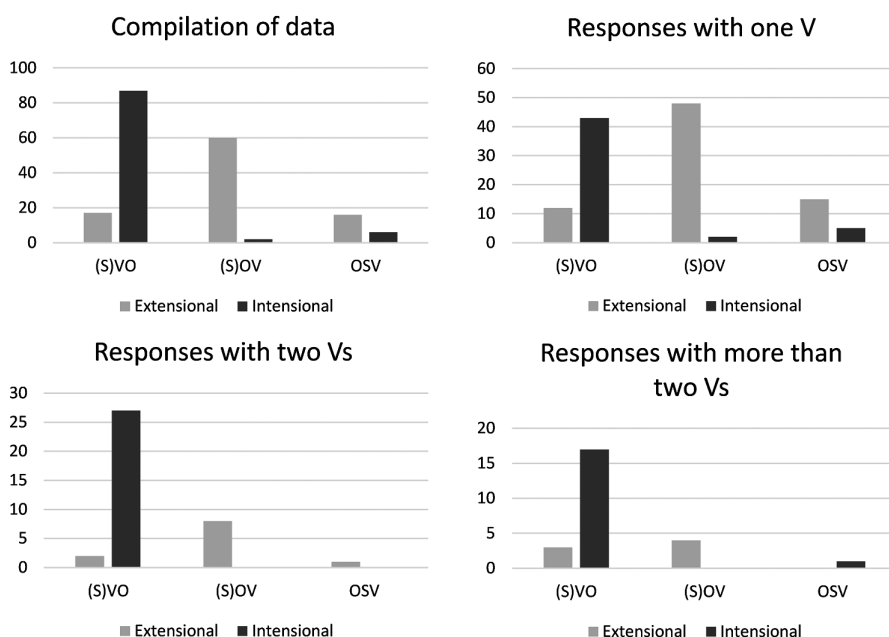 Compilation of data
100
80
60
40
20
0
(S)VO (S)OV OSV
Extensional Intensional
Responses with one V
60
50
40
30
20
10
0
(S)VO (S)OV OSV
Extensional Intensional
Responses with two Vs
30
25
20
15
10
5
0
(S)VO (S)OV OSV
Extensional Intensional
Responses with more than
two Vs
20
15
10
5
0
(S)VO (S)OV OSV
Extensional Intensional